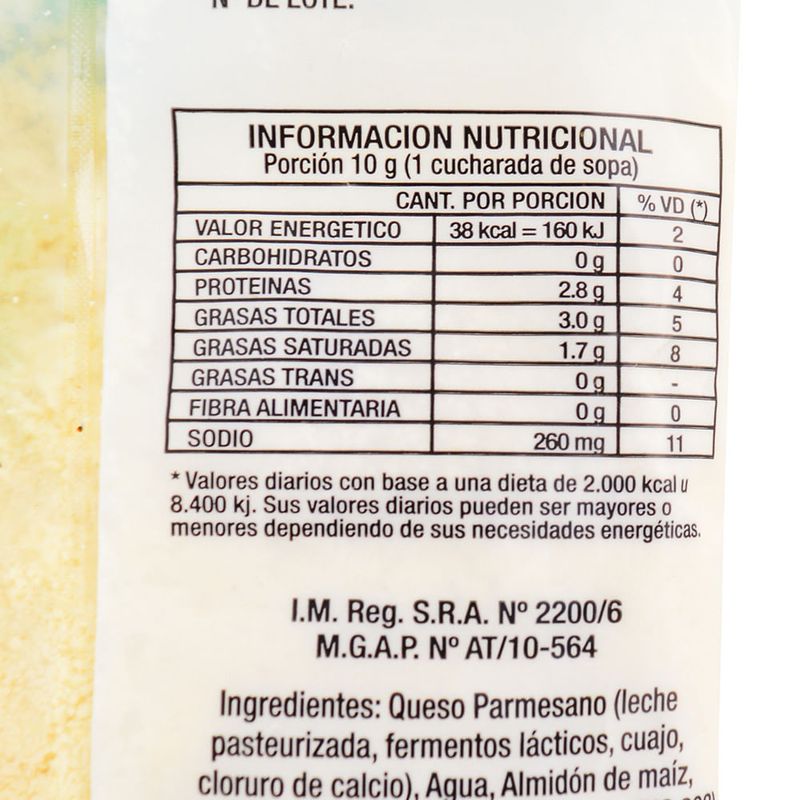 Nº DE LOTE:
INFORMACION NUTRICIONAL
Porción 10 g (1 cucharada de sopa)
CANT. POR PORCION % VD (*)
VALOR ENERGETICO 38 kcal = 160 kJ 2
CARBOHIDRATOS 0 g 0
PROTEINAS 2.8 g 4
GRASAS TOTALES 3.0 g 5
GRASAS SATURADAS 1.7 g 8
GRASAS TRANS 0 g -
FIBRA ALIMENTARIA 0 g 0
SODIO 260 mg 11
* Valores diarios con base a una dieta de 2.000 kcal u
8.400 kj. Sus valores diarios pueden ser mayores o
menores dependiendo de sus necesidades energéticas.
I.M. Reg. S.R.A. Nº 2200/6
M.G.A.P. Nº AT/10-564
Ingredientes: Queso Parmesano (leche
pasteurizada, fermentos lácticos, cuajo,
cloruro de calcio), Agua, Almidón de maíz,